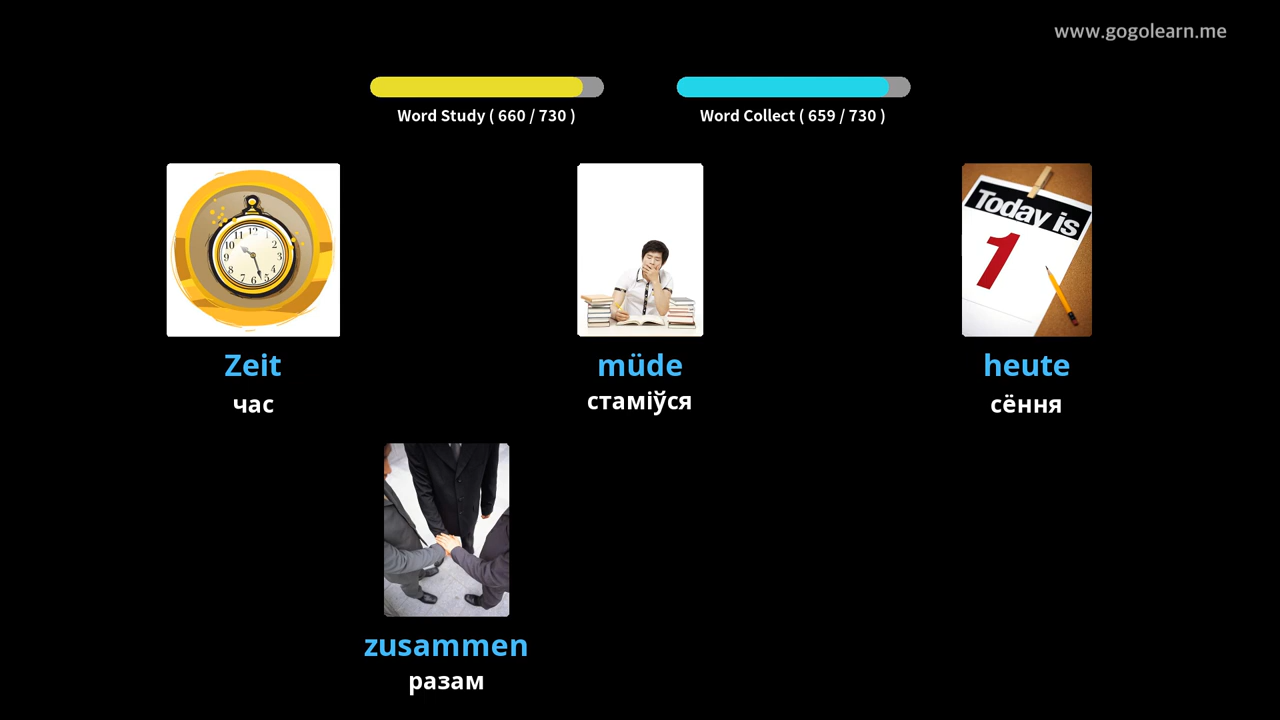 www.gogolearn.me
Word Study ( 660 / 730 )
Word Collect ( 659 / 730 )
Today is
1
Zeit
час
müde
стаміўся
heute
сёння
zusammen
разам